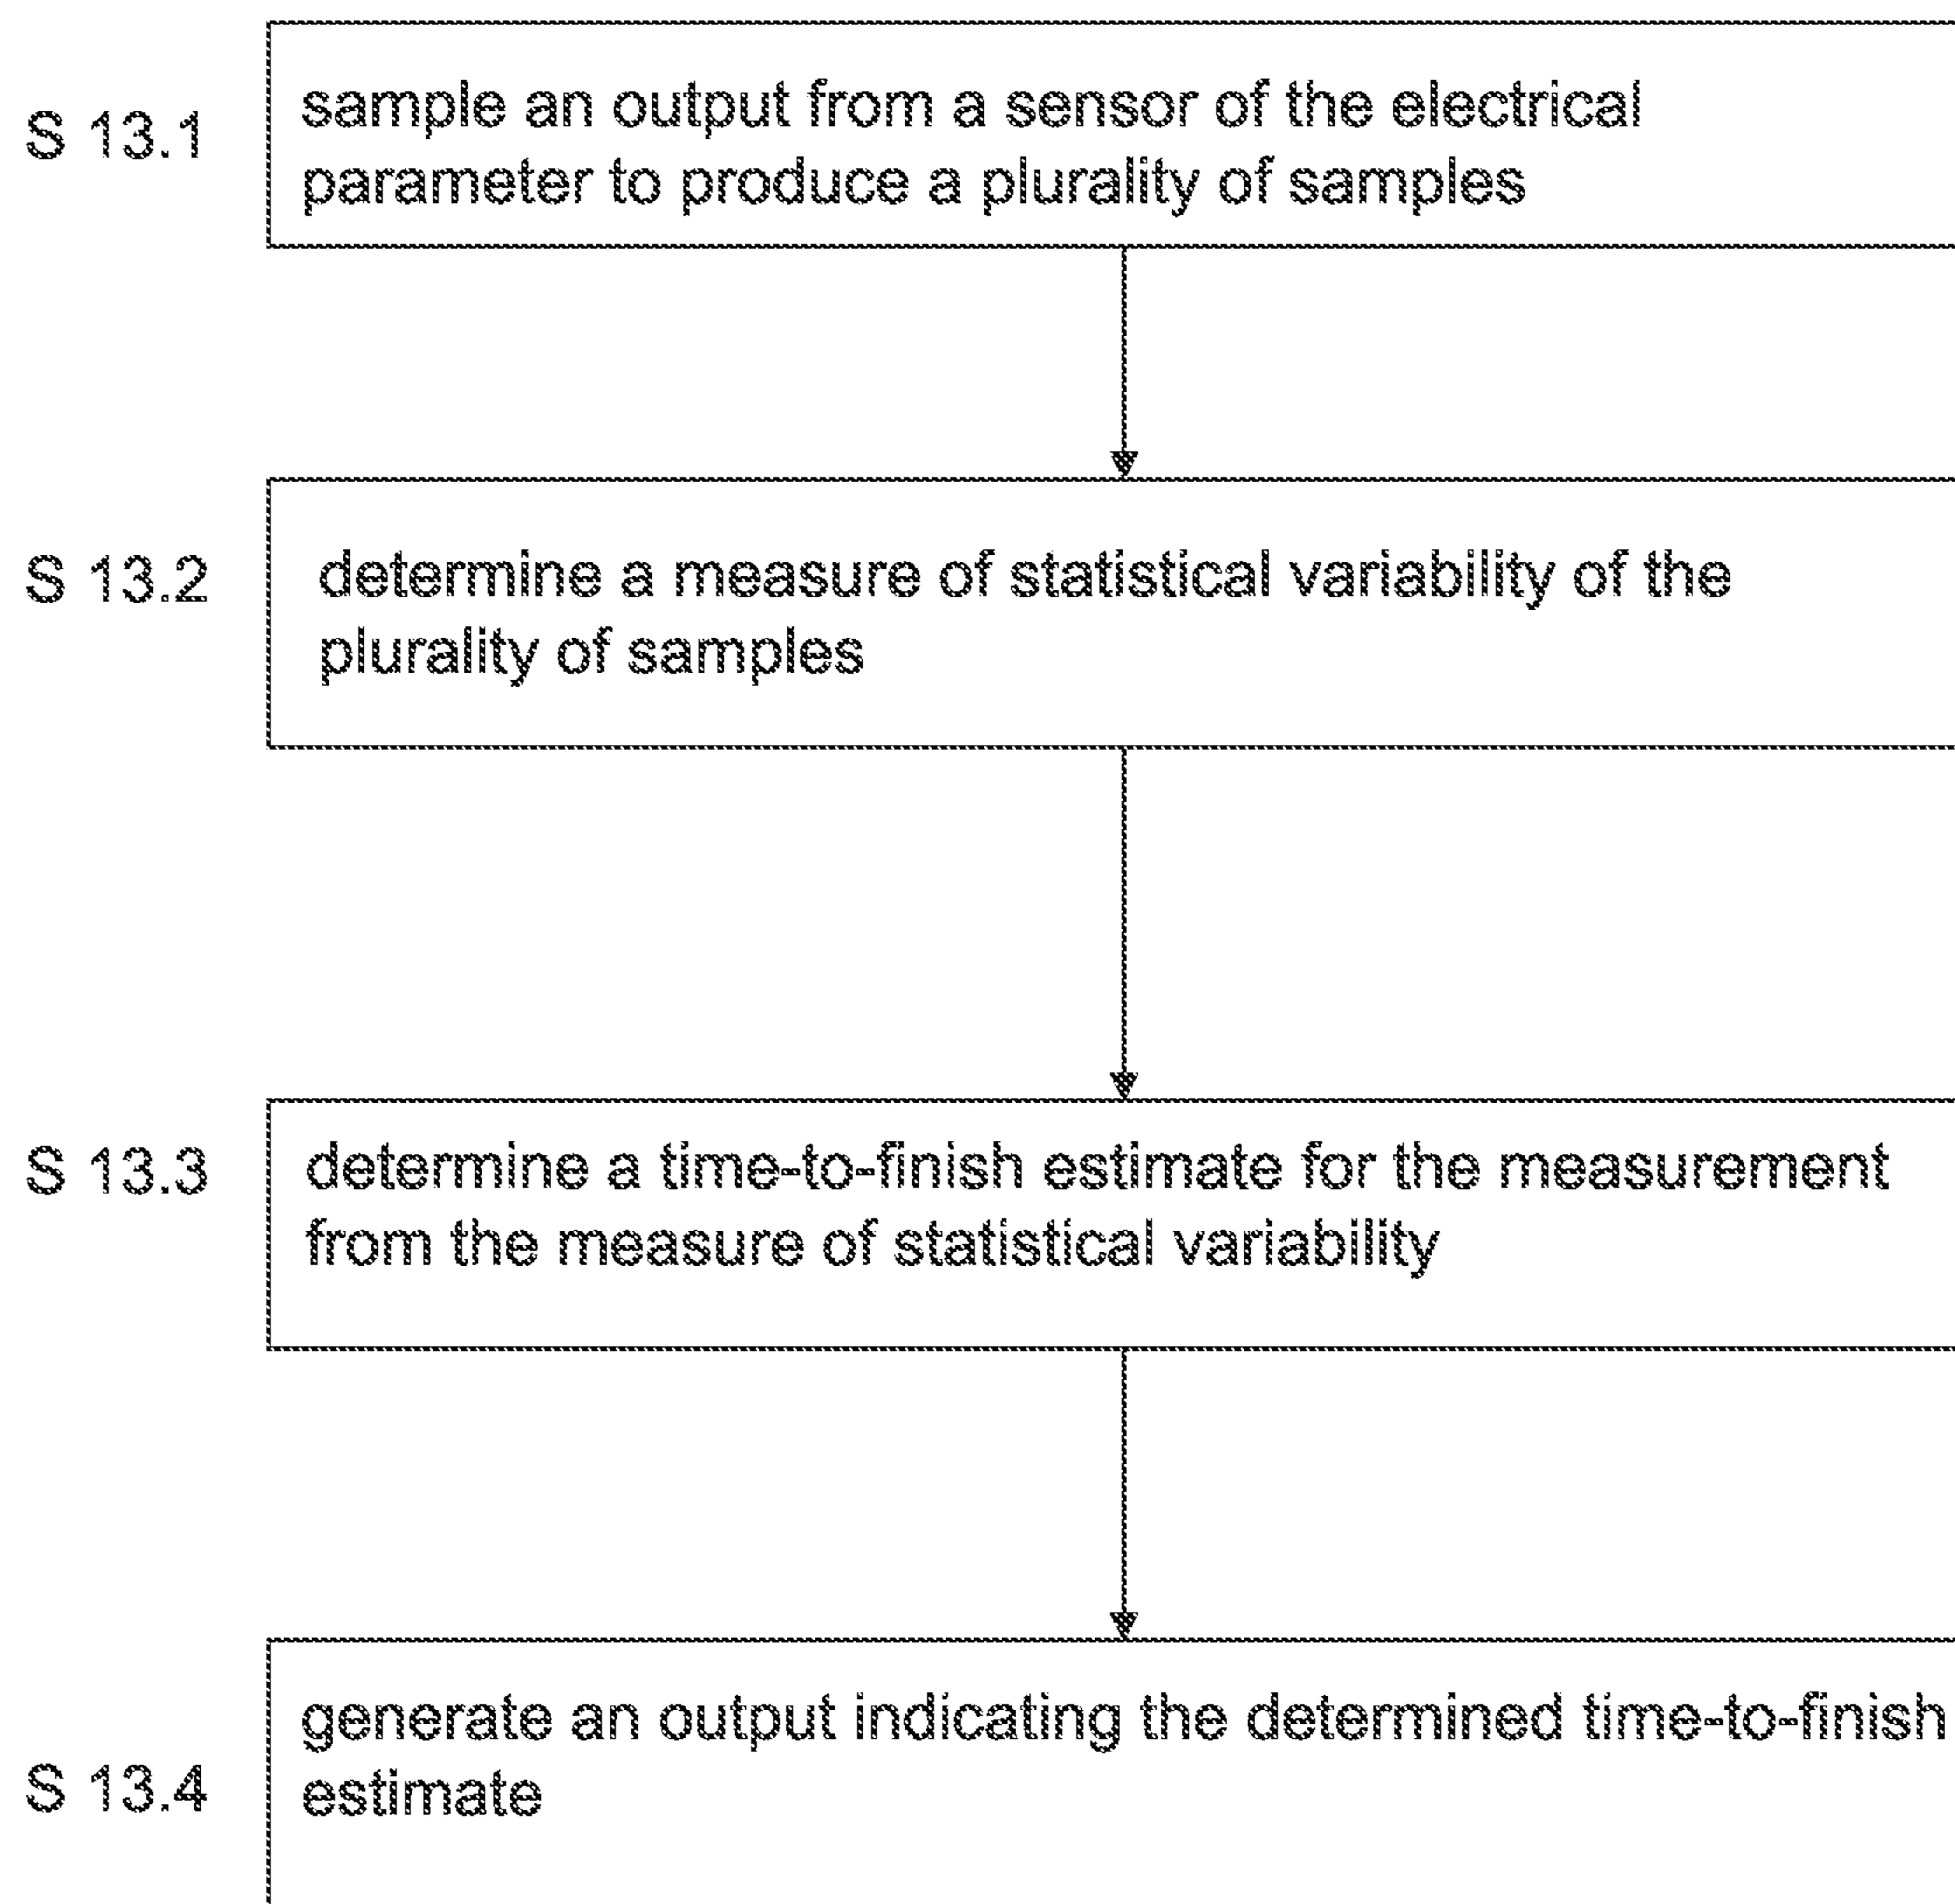 S 13.1
sample an output from a sensor of the electrical
parameter to produce a plurality of samples
S 13.2
determine a measure of statistical variability of the
plurality of samples
S 13.3
determine a time-to-finish estimate for the measurement
from the measure of statistical variability
S 13.4
generate an output indicating the determined time-to-finish
estimate